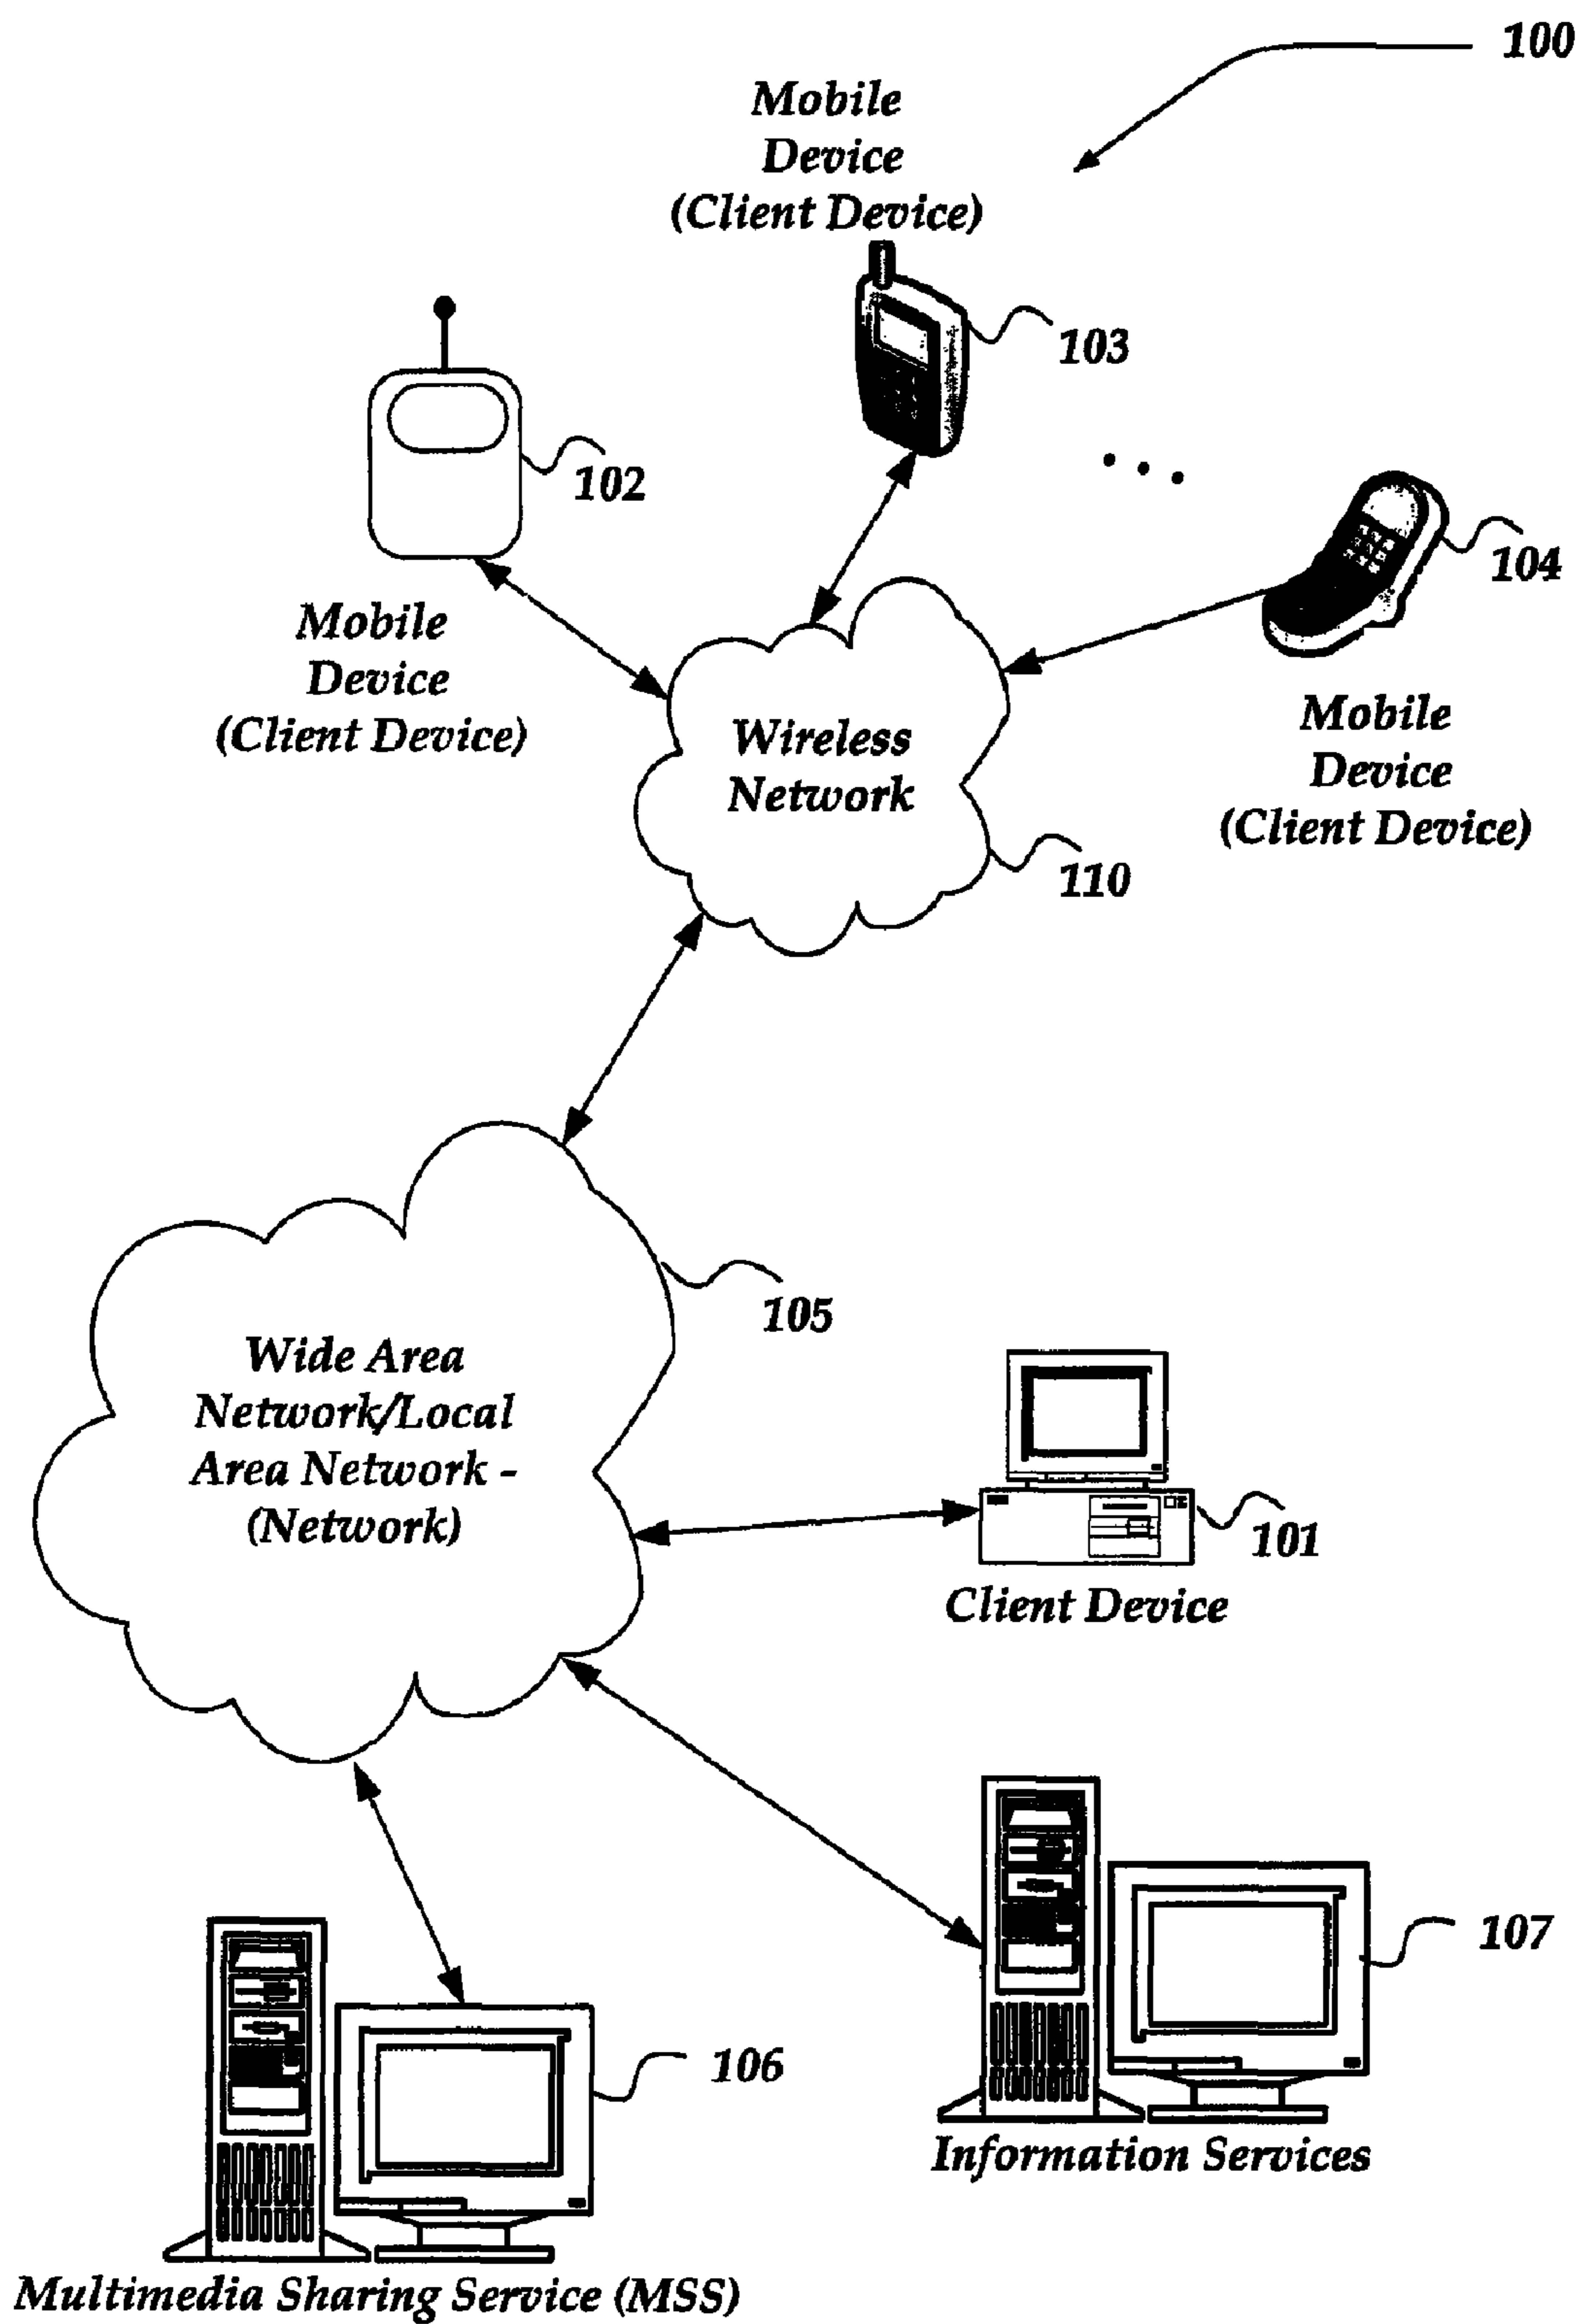 100
Mobile
Device
(Client Device)
103
102
104
Mobile
Device
(Client Device)
Mobile
Device
(Client Device)
Wireless
Network
110
105
Wide Area
Network/Local
Area Network -
(Network)
101
Client Device
107
106
Information Services
Multimedia Sharing Service (MSS)